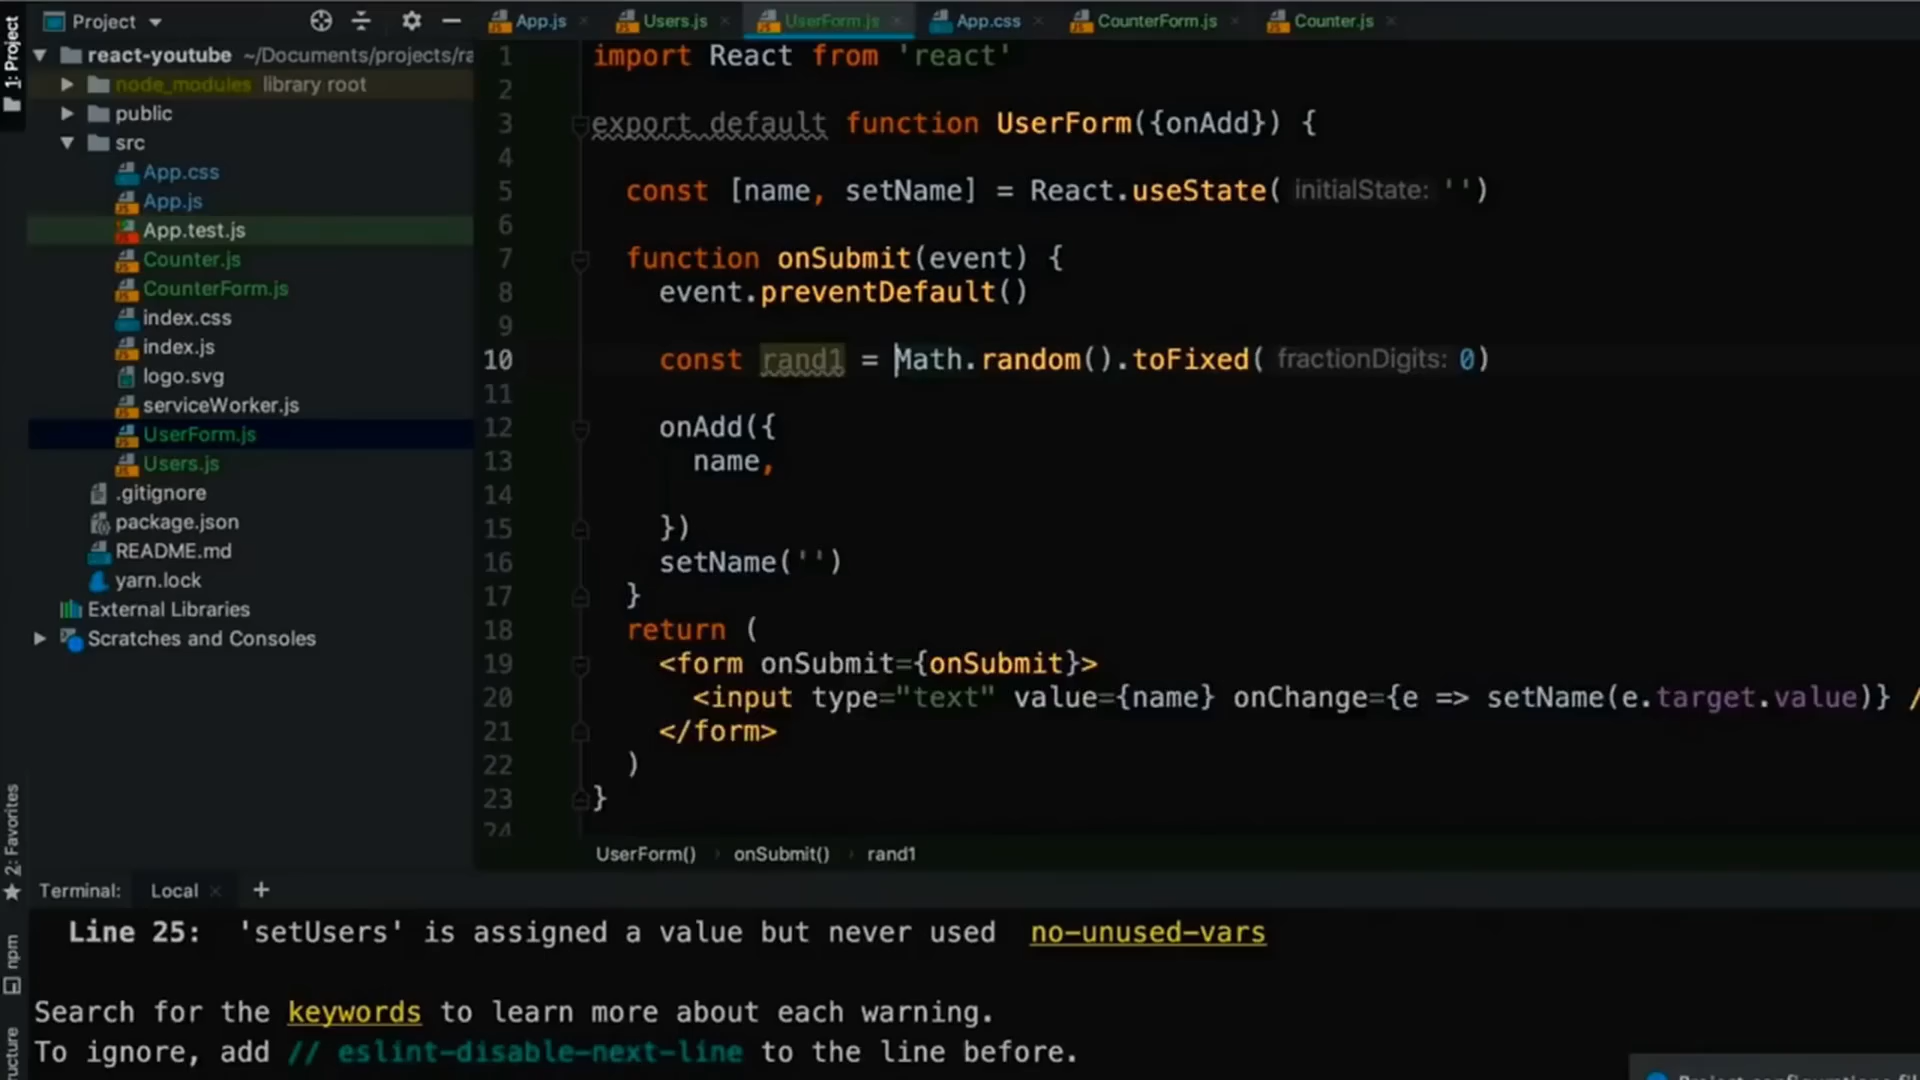 1: Project
2: Favorites
npm
Project
react-youtube ~/Documents/projects/ra
node_modules library root
public
src
App.css
App.js
App.test.js
Counter.js
CounterForm.js
index.css
index.js
logo.svg
serviceWorker.js
UserForm.js
Users.js
.gitignore
package.json
README.md
yarn.lock
External Libraries
Scratches and Consoles
App.js Users.js UserForm.js App.css CounterForm.js Counter.js
1 import React from 'react'
2
3 export default function UserForm({onAdd}) {
4
5 const [name, setName] = React.useState( initialState: '')
6
7 function onSubmit(event) {
8 event.preventDefault()
9
10 const rand1 = Math.random().toFixed( fractionDigits: 0)
11
12 onAdd({
13 name,
14
15 })
16 setName('')
17 }
18 return (
19 <form onSubmit={onSubmit}>
20 <input type="text" value={name} onChange={e => setName(e.target.value)} /
21 </form>
22 )
23 }
24
UserForm() › onSubmit() › rand1
Terminal: Local +
Line 25: 'setUsers' is assigned a value but never used no-unused-vars
Search for the keywords to learn more about each warning.
To ignore, add // eslint-disable-next-line to the line before.